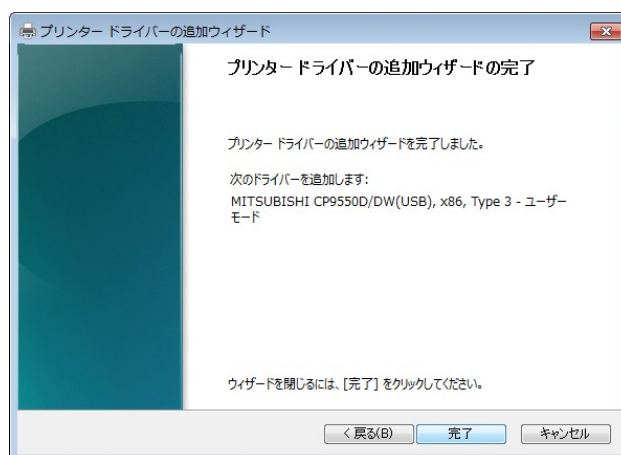 プリンター ドライバーの追加ウィザード
プリンター ドライバーの追加ウィザードの完了
プリンター ドライバーの追加ウィザードを完了しました。
次のドライバーを追加します:
MITSUBISHI CP9550D/DW(USB), x86, Type 3 - ユーザー
モード
ウィザードを閉じるには、[完了] をクリックしてください。
< 戻る(B)
完了
キャンセル